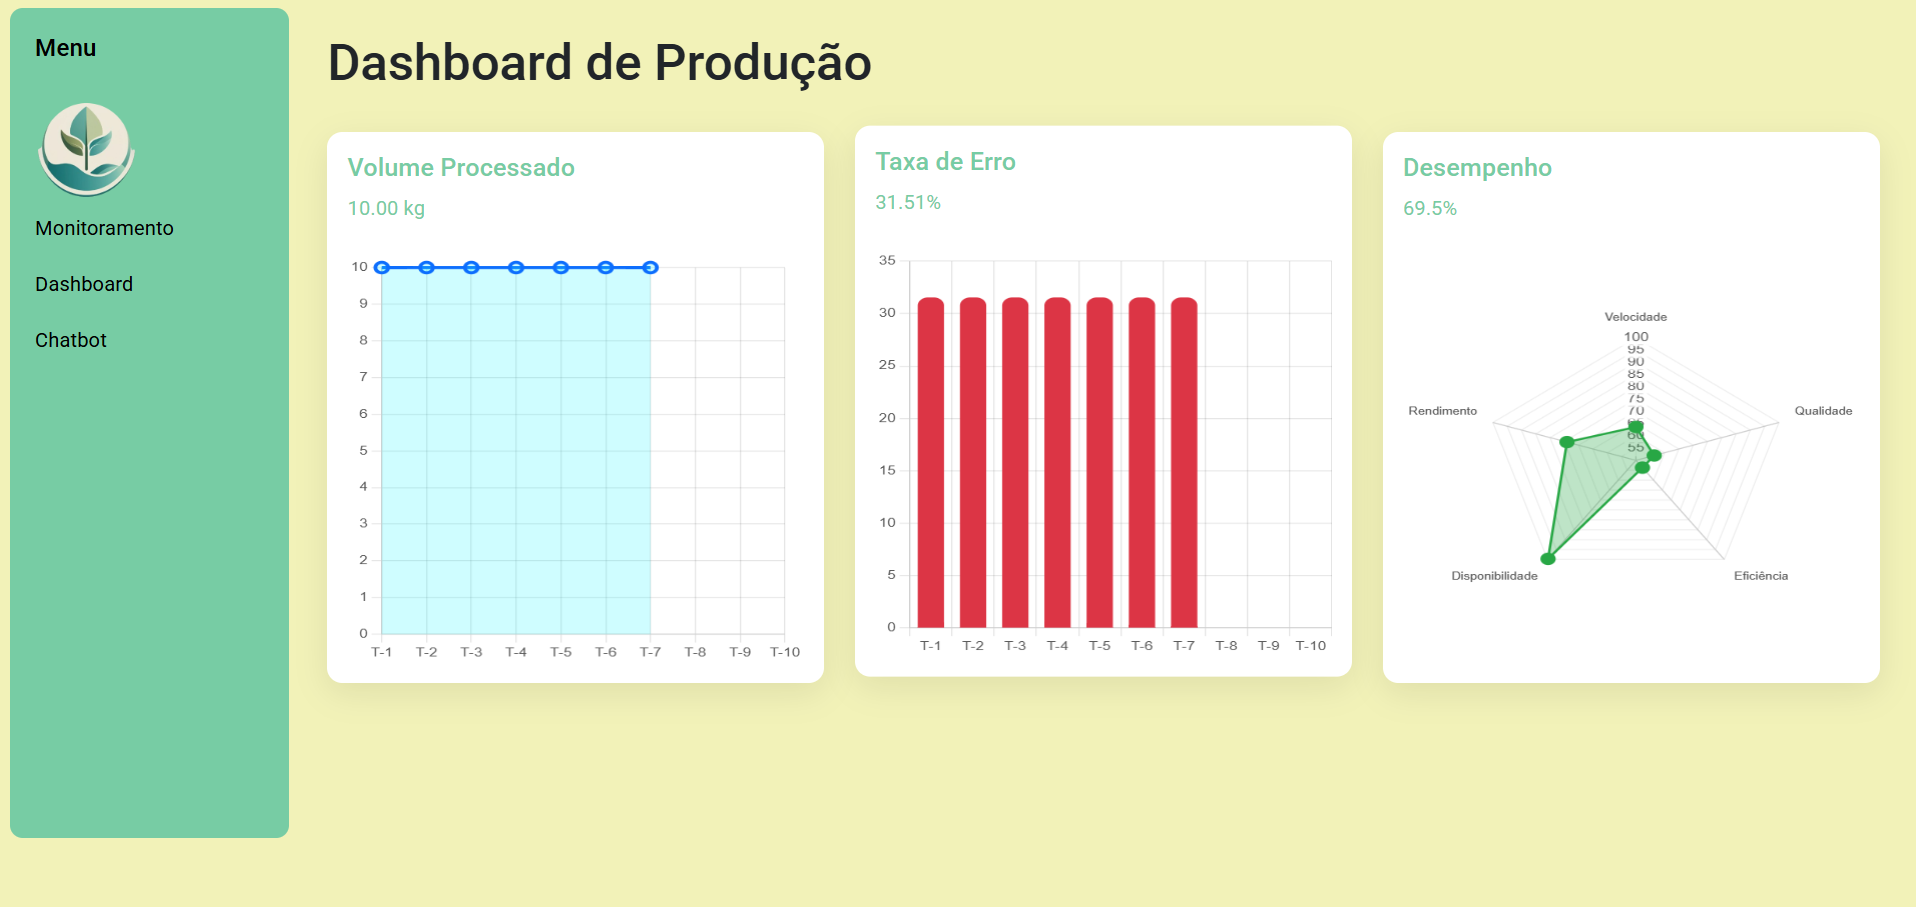 Menu
Monitoramento
Dashboard
Chatbot
Dashboard de Produção
Volume Processado
10.00 kg
10
9
8
7
6
5
4
3
2
1
0
T-1 T-2 T-3 T-4 T-5 T-6 T-7 T-8 T-9 T-10
Taxa de Erro
31.51%
35
30
25
20
15
10
5
0
T-1 T-2 T-3 T-4 T-5 T-6 T-7 T-8 T-9 T-10
Desempenho
69.5%
Velocidade
100
95
90
85
80
75
70
65
60
55
Rendimento
Qualidade
Disponibilidade
Eficiência